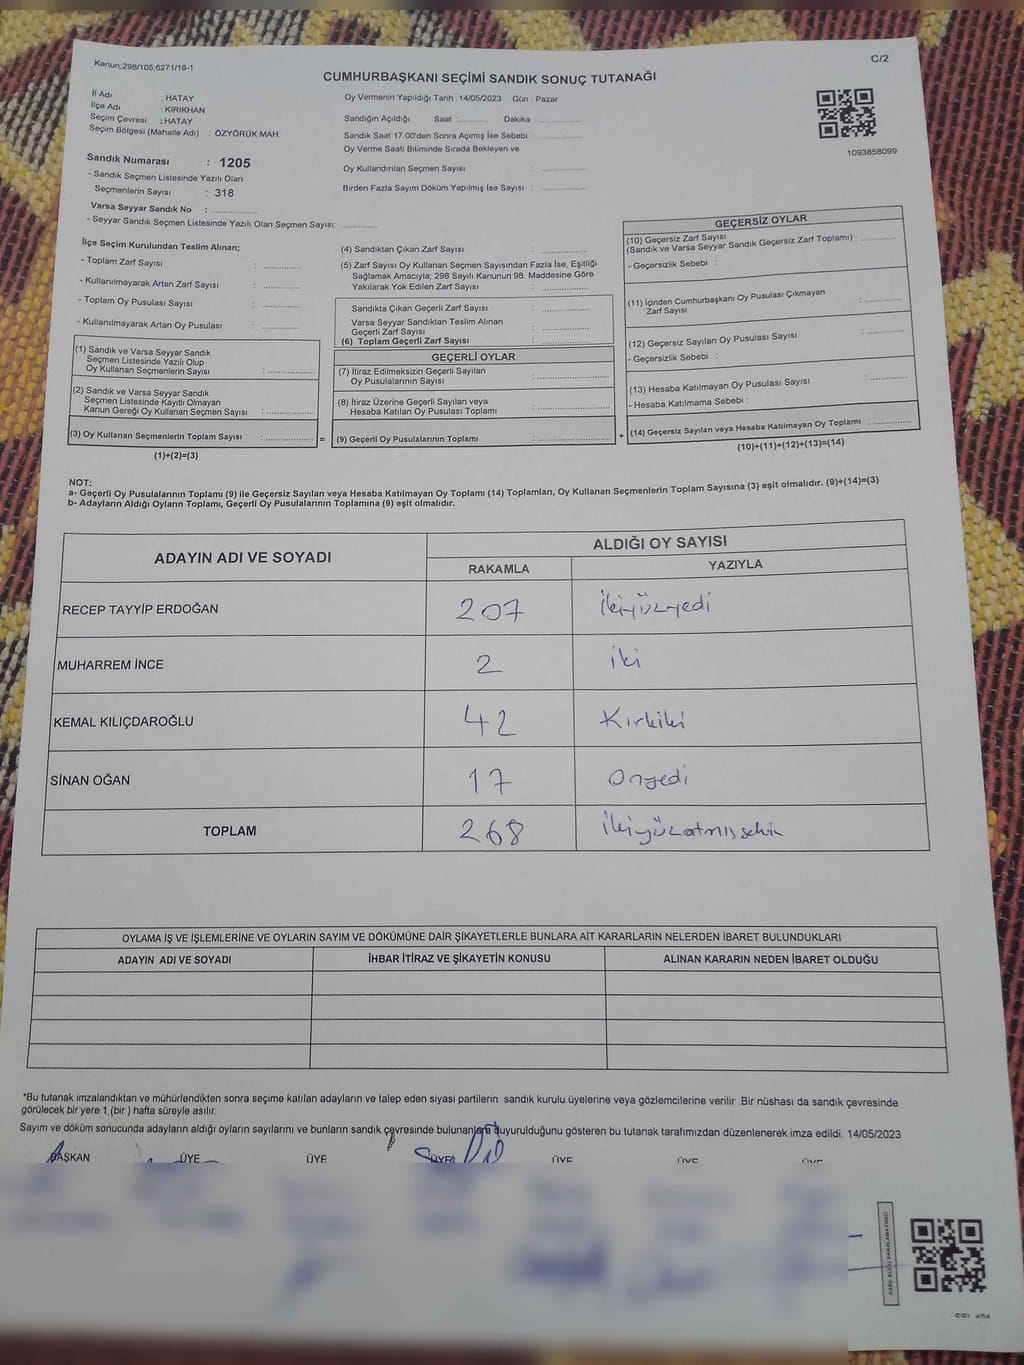 Kanun:298/105;6271/18-1
C/2
CUMHURBAŞKANI SEÇİMİ SANDIK SONUÇ TUTANAĞI
İl Adı : HATAY
İlçe Adı : KIRIKHAN
Seçim Çevresi : HATAY
Seçim Bölgesi (Mahalle Adı) : ÖZYÖRÜK MAH.
Sandık Numarası : 1205
- Sandık Seçmen Listesinde Yazılı Olan
Seçmenlerin Sayısı : 318
Varsa Seyyar Sandık No : ..............
- Seyyar Sandık Seçmen Listesinde Yazılı Olan Seçmen Sayısı: ............
Oy Vermenin Yapıldığı Tarih : 14/05/2023 Gün : Pazar
Sandığın Açıldığı Saat : ........... Dakika : ..............
Sandık Saat 17.00'den Sonra Açımış İse Sebebi : ..............
Oy Verme Saati Bitiminde Sırada Bekleyen ve
Oy Kullandırılan Seçmen Sayısı : ..............
Birden Fazla Sayım Döküm Yapılmış İse Sayısı : ..............
1093858099
İlçe Seçim Kurulundan Teslim Alınan;
- Toplam Zarf Sayısı : ............
- Kullanılmayarak Artan Zarf Sayısı : ............
- Toplam Oy Pusulası Sayısı : ............
- Kullanılmayarak Artan Oy Pusulası : ............
(1) Sandık ve Varsa Seyyar Sandık
Seçmen Listesinde Yazılı Olup
Oy Kullanan Seçmenlerin Sayısı : ..............
(2) Sandık ve Varsa Seyyar Sandık
Seçmen Listesinde Kayıtlı Olmayan
Kanun Gereği Oy Kullanan Seçmen Sayısı : ..............
(3) Oy Kullanan Seçmenlerin Toplam Sayısı : ..............
(1)+(2)=(3)
=
(4) Sandıktan Çıkan Zarf Sayısı : ..............
(5) Zarf Sayısı Oy Kullanan Seçmen Sayısından Fazla İse, Eşitliği
Sağlamak Amacıyla; 298 Sayılı Kanunun 98. Maddesine Göre
Yakılarak Yok Edilen Zarf Sayısı : ..............
Sandıkta Çıkan Geçerli Zarf Sayısı : ..............
Varsa Seyyar Sandıktan Teslim Alınan
Geçerli Zarf Sayısı : ..............
(6) Toplam Geçerli Zarf Sayısı : ..............
GEÇERLİ OYLAR
(7) İtiraz Edilmeksizin Geçerli Sayılan
Oy Pusulalarının Sayısı : ..............
(8) İtiraz Üzerine Geçerli Sayılan veya
Hesaba Katılan Oy Pusulası Toplamı : ..............
(9) Geçerli Oy Pusulalarının Toplamı : ..............
+
GEÇERSİZ OYLAR
(10) Geçersiz Zarf Sayısı
(Sandık ve Varsa Seyyar Sandık Geçersiz Zarf Toplamı) : ............
- Geçersizlik Sebebi :
(11) İçinden Cumhurbaşkanı Oy Pusulası Çıkmayan
Zarf Sayısı : ............
(12) Geçersiz Sayılan Oy Pusulası Sayısı : ............
- Geçersizlik Sebebi :
(13) Hesaba Katılmayan Oy Pusulası Sayısı : ............
- Hesaba Katılmama Sebebi :
(14) Geçersiz Sayılan veya Hesaba Katılmayan Oy Toplamı : ............
(10)+(11)+(12)+(13)=(14)
NOT:
a- Geçerli Oy Pusulalarının Toplamı (9) ile Geçersiz Sayılan veya Hesaba Katılmayan Oy Toplamı (14) Toplamları, Oy Kullanan Seçmenlerin Toplam Sayısına (3) eşit olmalıdır. (9)+(14)=(3)
b- Adayların Aldığı Oyların Toplamı, Geçerli Oy Pusulalarının Toplamına (9) eşit olmalıdır.
ADAYIN ADI VE SOYADI
ALDIĞI OY SAYISI
RAKAMLA YAZIYLA
RECEP TAYYİP ERDOĞAN 207 İkiyüzyedi
MUHARREM İNCE 2 iki
KEMAL KILIÇDAROĞLU 42 Kırkiki
SİNAN OĞAN 17 Onyedi
TOPLAM 268 İkiyüzatmışsekiz
OYLAMA İŞ VE İŞLEMLERİNE VE OYLARIN SAYIM VE DÖKÜMÜNE DAİR ŞİKAYETLERLE BUNLARA AİT KARARLARIN NELERDEN İBARET BULUNDUKLARI
ADAYIN ADI VE SOYADI İHBAR İTİRAZ VE ŞİKAYETİN KONUSU ALINAN KARARIN NEDEN İBARET OLDUĞU
*Bu tutanak imzalandıktan ve mühürlendikten sonra seçime katılan adayların ve talep eden siyasi partilerin sandık kurulu üyelerine veya gözlemcilerine verilir .Bir nüshası da sandık çevresinde
görülecek bir yere 1 (bir ) hafta süreyle asılır.
Sayım ve döküm sonucunda adayların aldığı oyların sayılarını ve bunların sandık çevresinde bulunanlara duyurulduğunu gösteren bu tutanak tarafımızdan düzenlenerek imza edildi. 14/05/2023
BAŞKAN ÜYE ÜYE ÜYE ÜYE ÜYE ÜYE